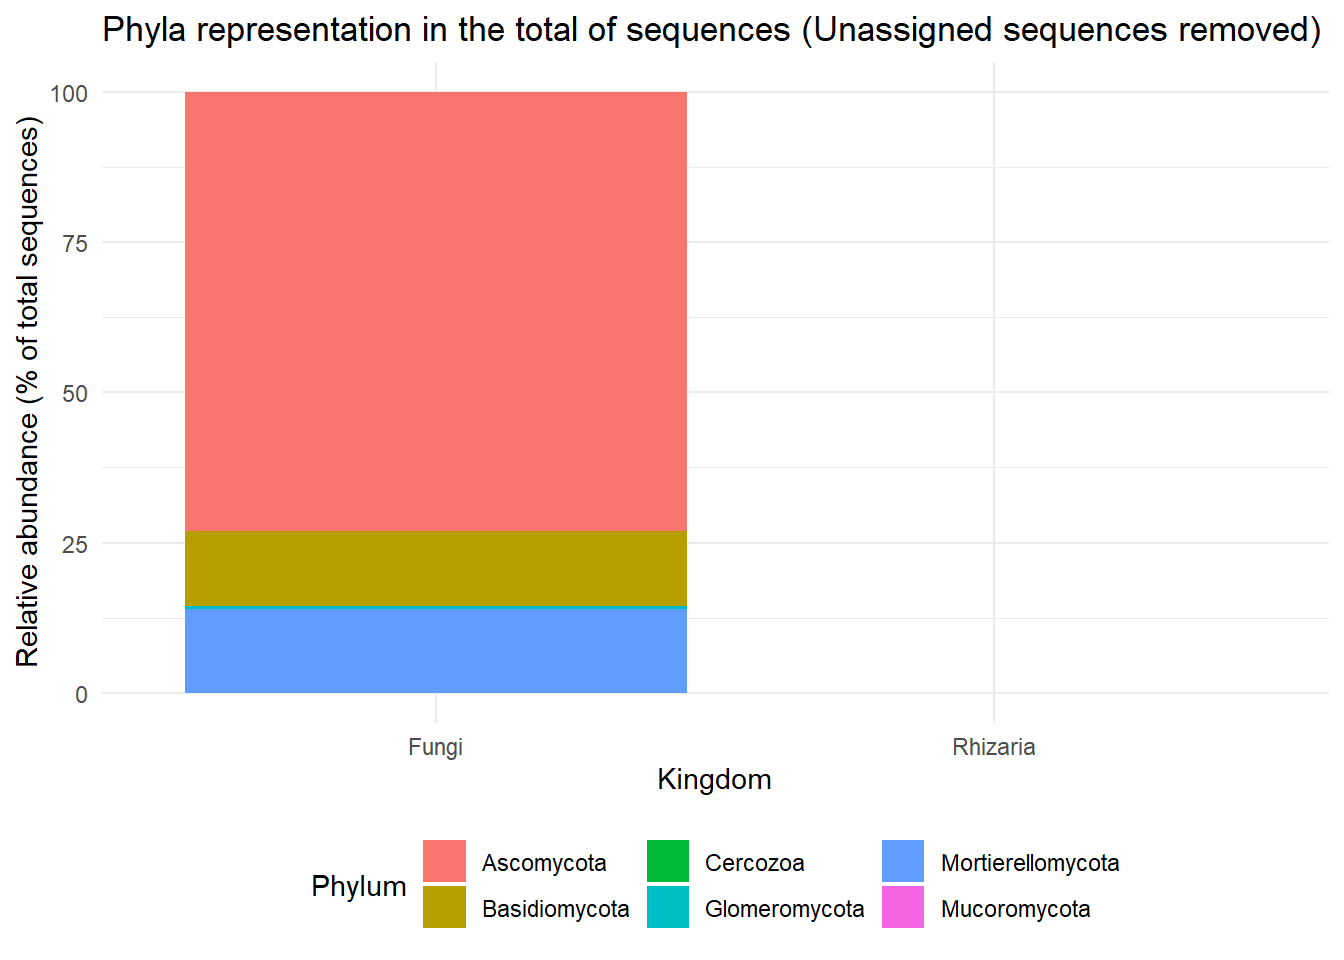 Phyla representation in the total of sequences (Unassigned sequences removed)
Relative abundance (% of total sequences)
100
75
50
25
0
Fungi
Rhizaria
Kingdom
Phylum
Ascomycota
Cercozoa
Mortierellomycota
Basidiomycota
Glomeromycota
Mucoromycota